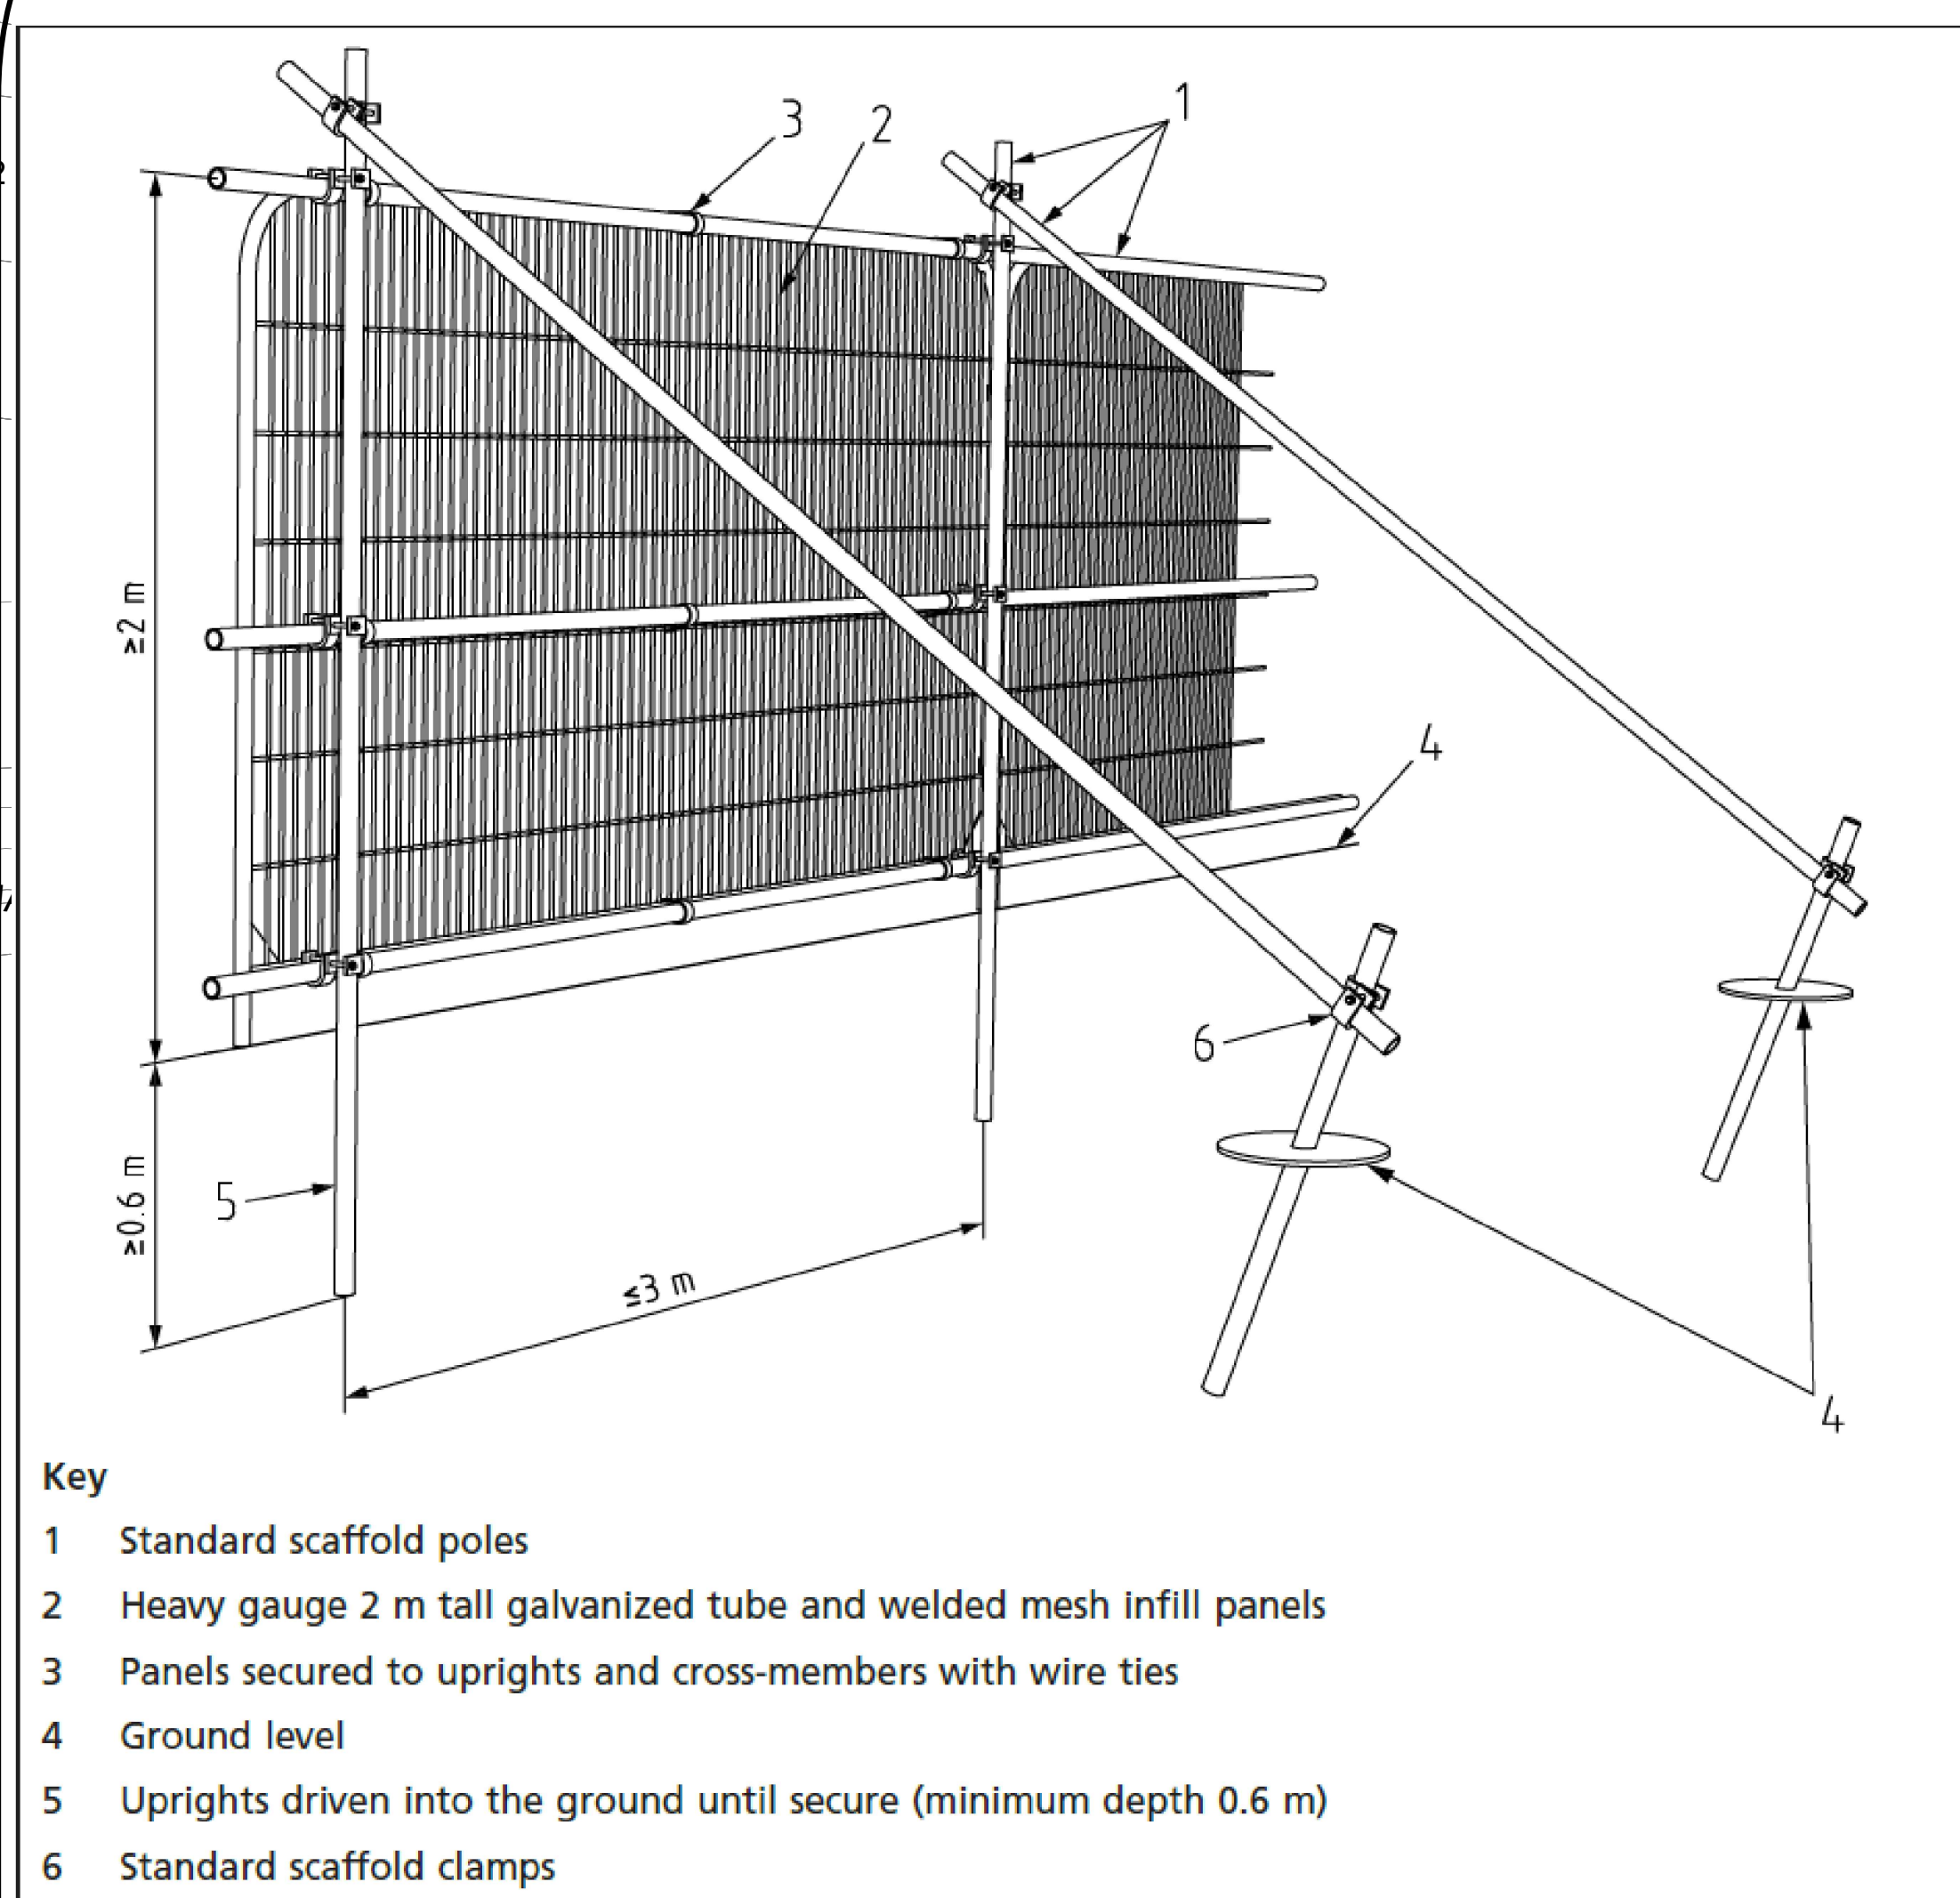 3
2
1
≥2 m
4
6
≥0.6 m
5
≤3 m
4
Key
1 Standard scaffold poles
2 Heavy gauge 2 m tall galvanized tube and welded mesh infill panels
3 Panels secured to uprights and cross-members with wire ties
4 Ground level
5 Uprights driven into the ground until secure (minimum depth 0.6 m)
6 Standard scaffold clamps